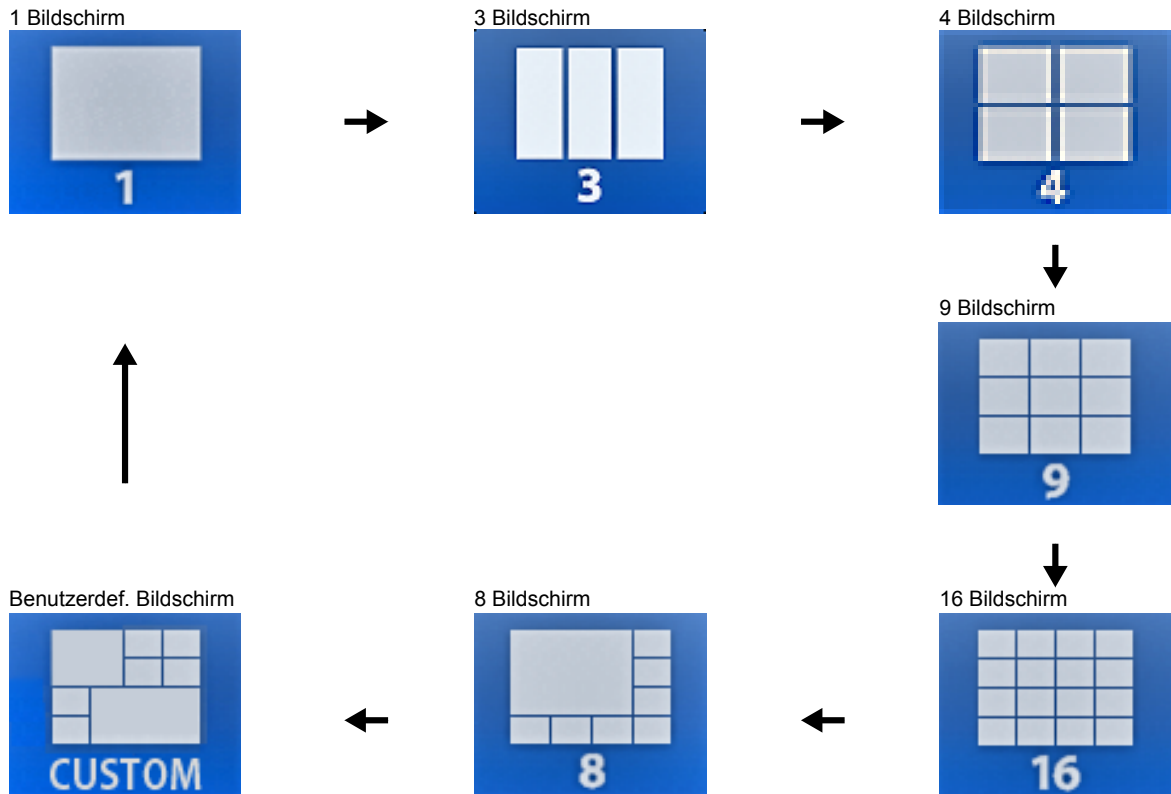 1 Bildschirm
3 Bildschirm
4 Bildschirm
1
3
4
9 Bildschirm
9
Benutzerdef. Bildschirm
8 Bildschirm
16 Bildschirm
CUSTOM
8
16